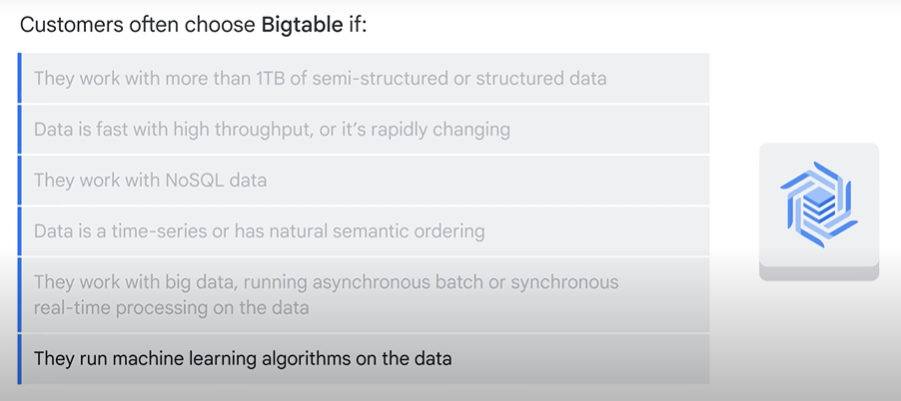 Customers often choose Bigtable if:
They work with more than 1TB of semi-structured or structured data
Data is fast with high throughput, or it’s rapidly changing
They work with NoSQL data
Data is a time-series or has natural semantic ordering
They work with big data, running asynchronous batch or synchronous
real-time processing on the data
They run machine learning algorithms on the data